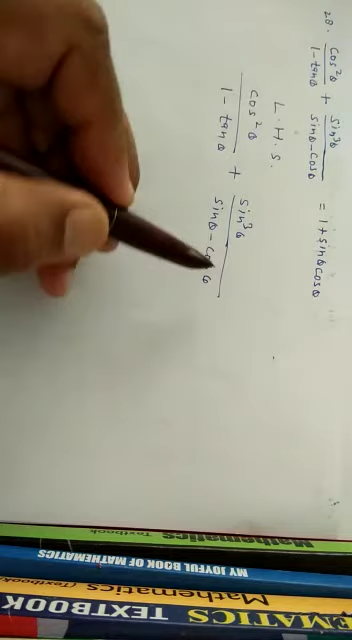 28. cos²θ/1-tanθ + sin³θ/sinθ-cosθ = 1+sinθcosθ
L.H.S.
cos²θ/1-tanθ + sin³θ/sinθ-cosθ
Mathematics Textbook
MY JOYFUL BOOK OF MATHEMATICS
Mathematics (Textbook)
EMATICS TEXTBOOK